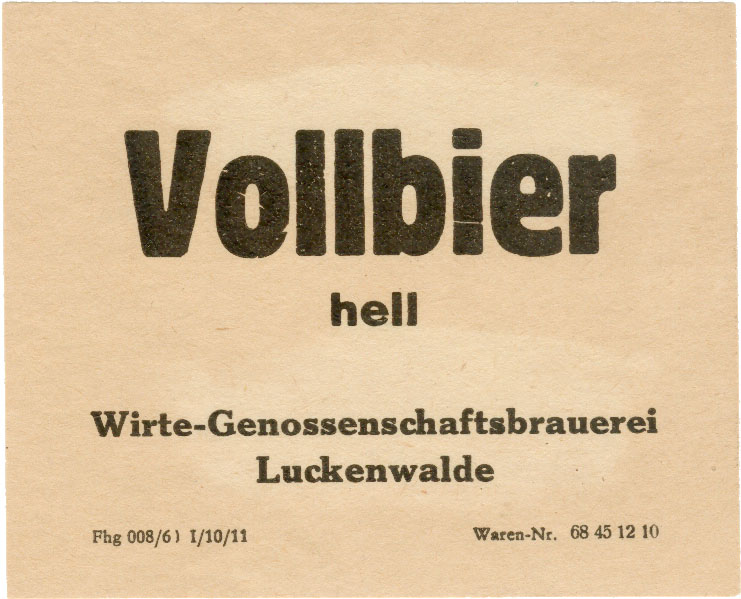 Vollbier
hell
Wirte-Genossenschaftsbrauerei
Luckenwalde
Fhg 008/61 I/10/11
Waren-Nr. 68 45 12 10